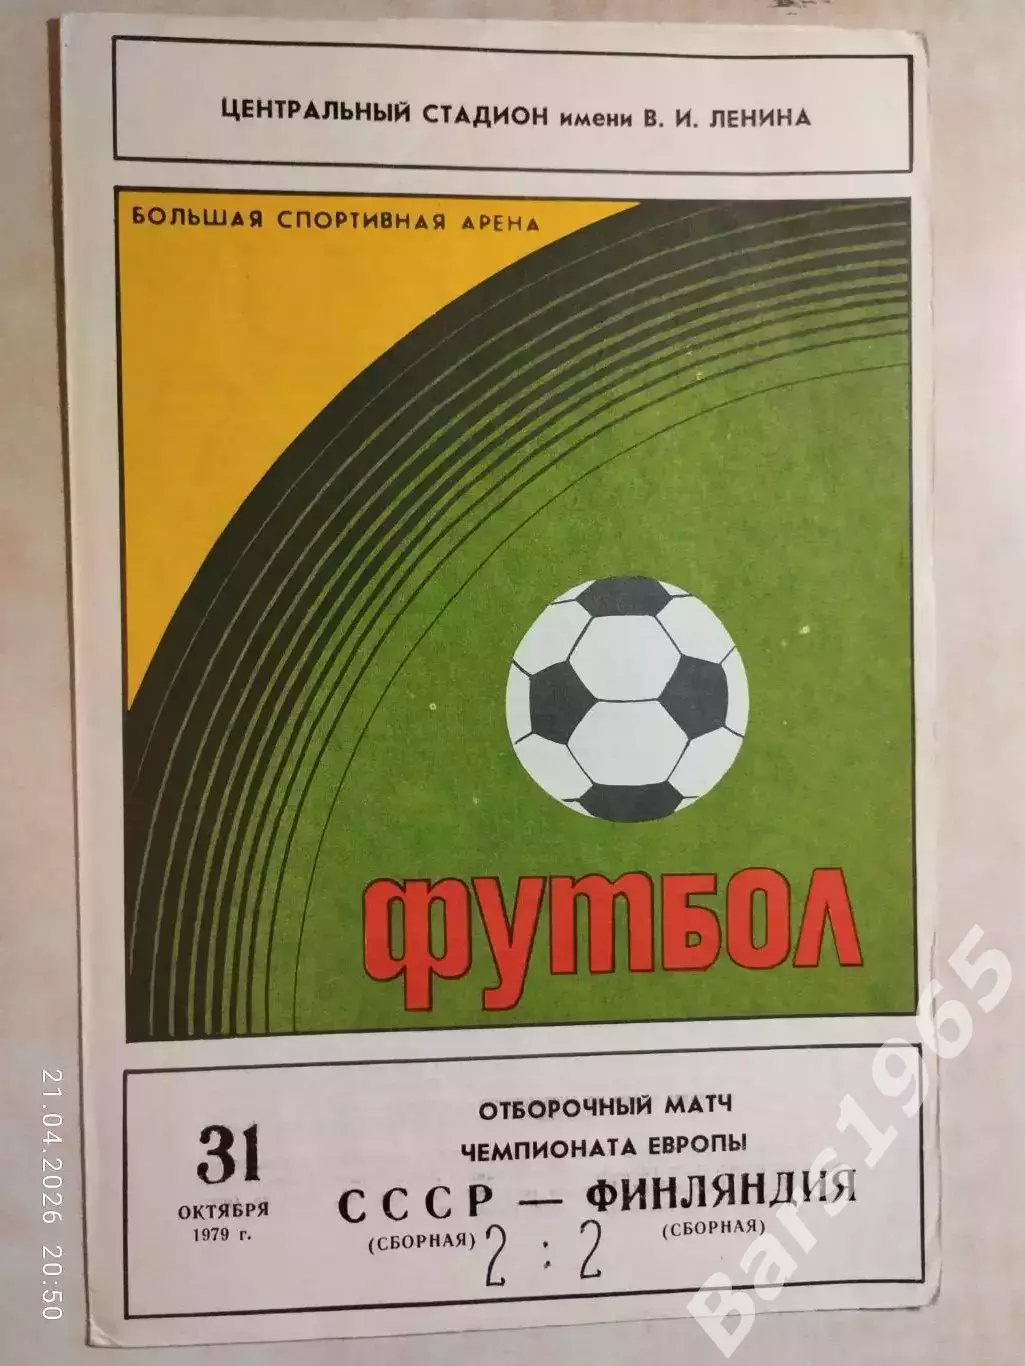 ЦЕНТРАЛЬНЫЙ СТАДИОН имени В. И. ЛЕНИНА
БОЛЬШАЯ СПОРТИВНАЯ АРЕНА
ФУТБОЛ
31
ОКТЯБРЯ
1979 г.
ОТБОРОЧНЫЙ МАТЧ
ЧЕМПИОНАТА ЕВРОПЫ
СССР — ФИНЛЯНДИЯ
(СБОРНАЯ) (СБОРНАЯ)
2 : 2
21.04.2026 20:50
Bars1965